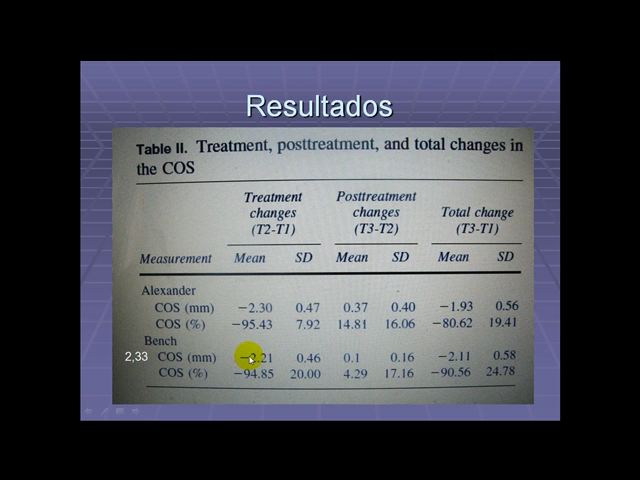 Resultados
Table II. Treatment, posttreatment, and total changes in
the COS
Treatment changes (T2-T1) Posttreatment changes (T3-T2) Total change (T3-T1)
Measurement Mean SD Mean SD Mean SD
Alexander
COS (mm) −2.30 0.47 0.37 0.40 −1.93 0.56
COS (%) −95.43 7.92 14.81 16.06 −80.62 19.41
Bench
2,33 COS (mm) −2.21 0.46 0.1 0.16 −2.11 0.58
COS (%) −94.85 20.00 4.29 17.16 −90.56 24.78